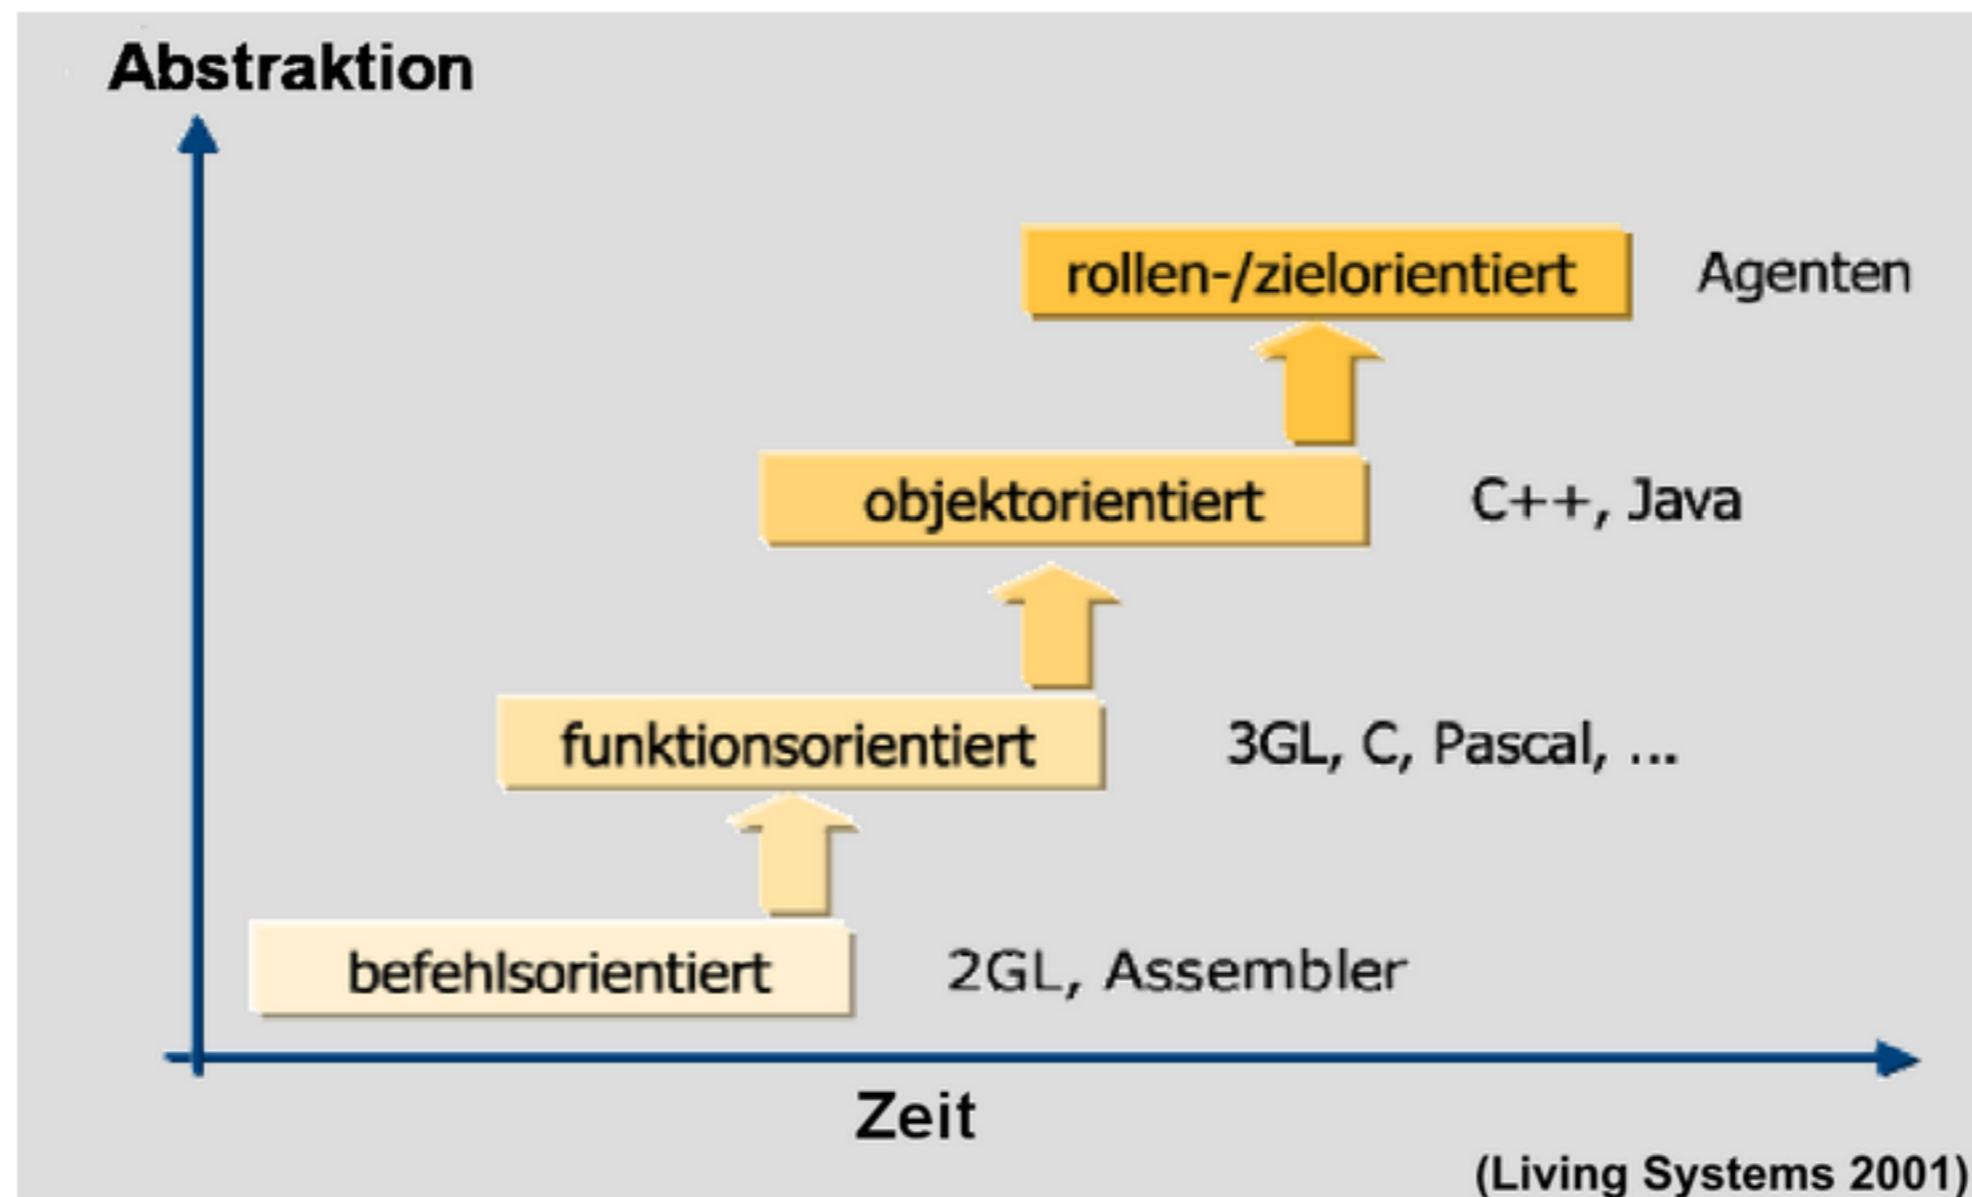 Abstraktion
rollen-/zielorientiert Agenten
objektorientiert C++, Java
funktionsorientiert 3GL, C, Pascal, ...
befehlsorientiert 2GL, Assembler
Zeit
(Living Systems 2001)